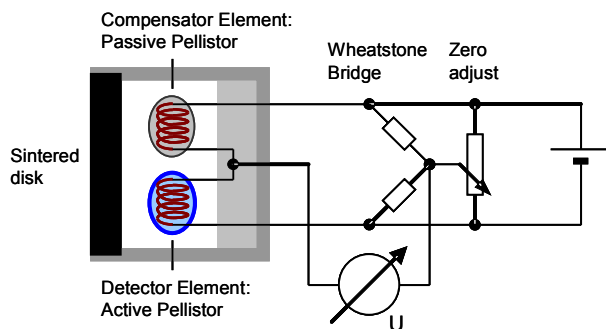 Compensator Element:
Passive Pellistor
Wheatstone
Bridge
Zero
adjust
Sintered
disk
Detector Element:
Active Pellistor
U